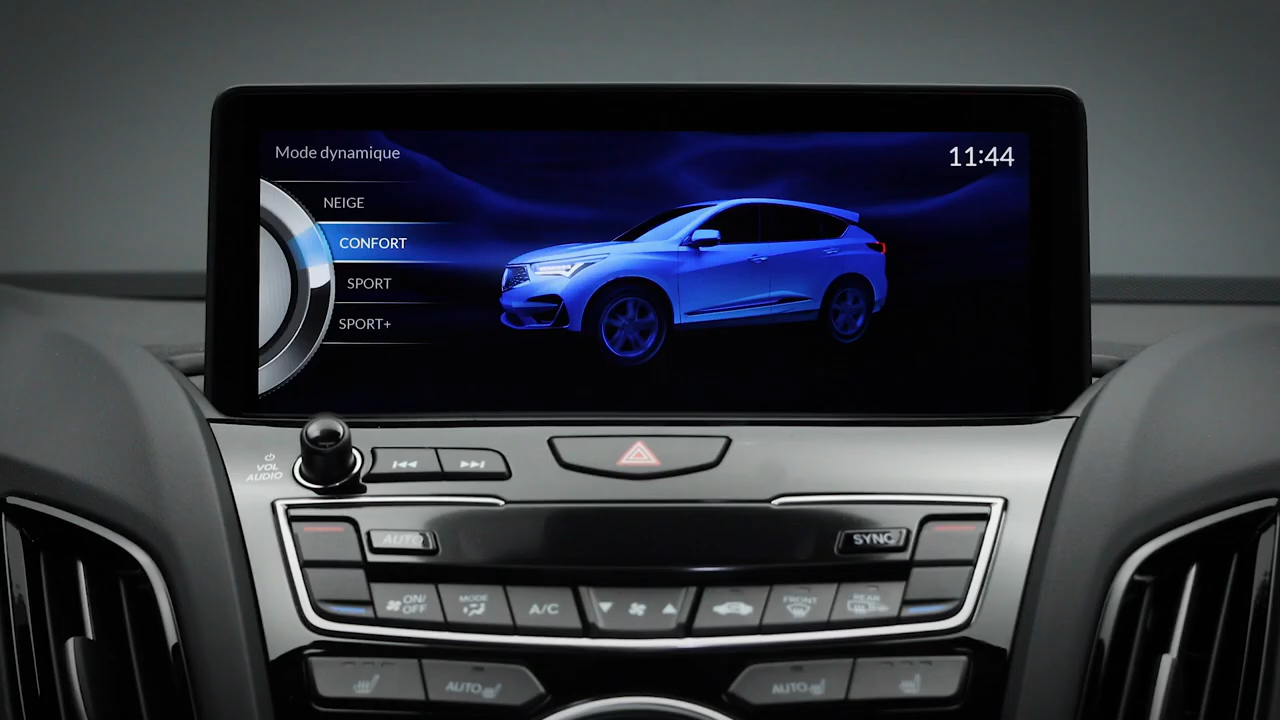 Mode dynamique
11:44
NEIGE
CONFORT
SPORT
SPORT+
VOL
AUDIO
AUTO
SYNC
ON/
OFF
MODE
A/C
FRONT
REAR
AUTO
AUTO